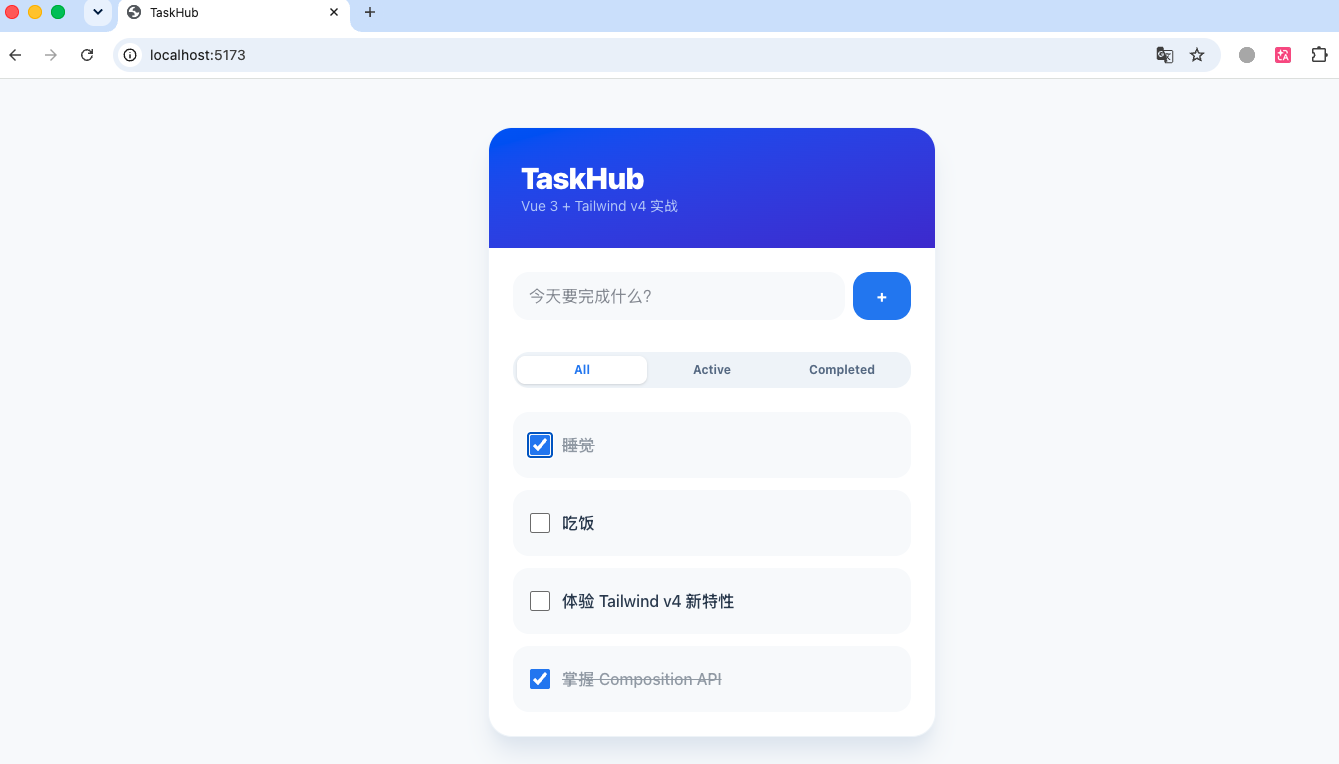 TaskHub
localhost:5173
TaskHub
Vue 3 + Tailwind v4 实战
今天要完成什么?
+
All
Active
Completed
睡觉
吃饭
体验 Tailwind v4 新特性
掌握 Composition API